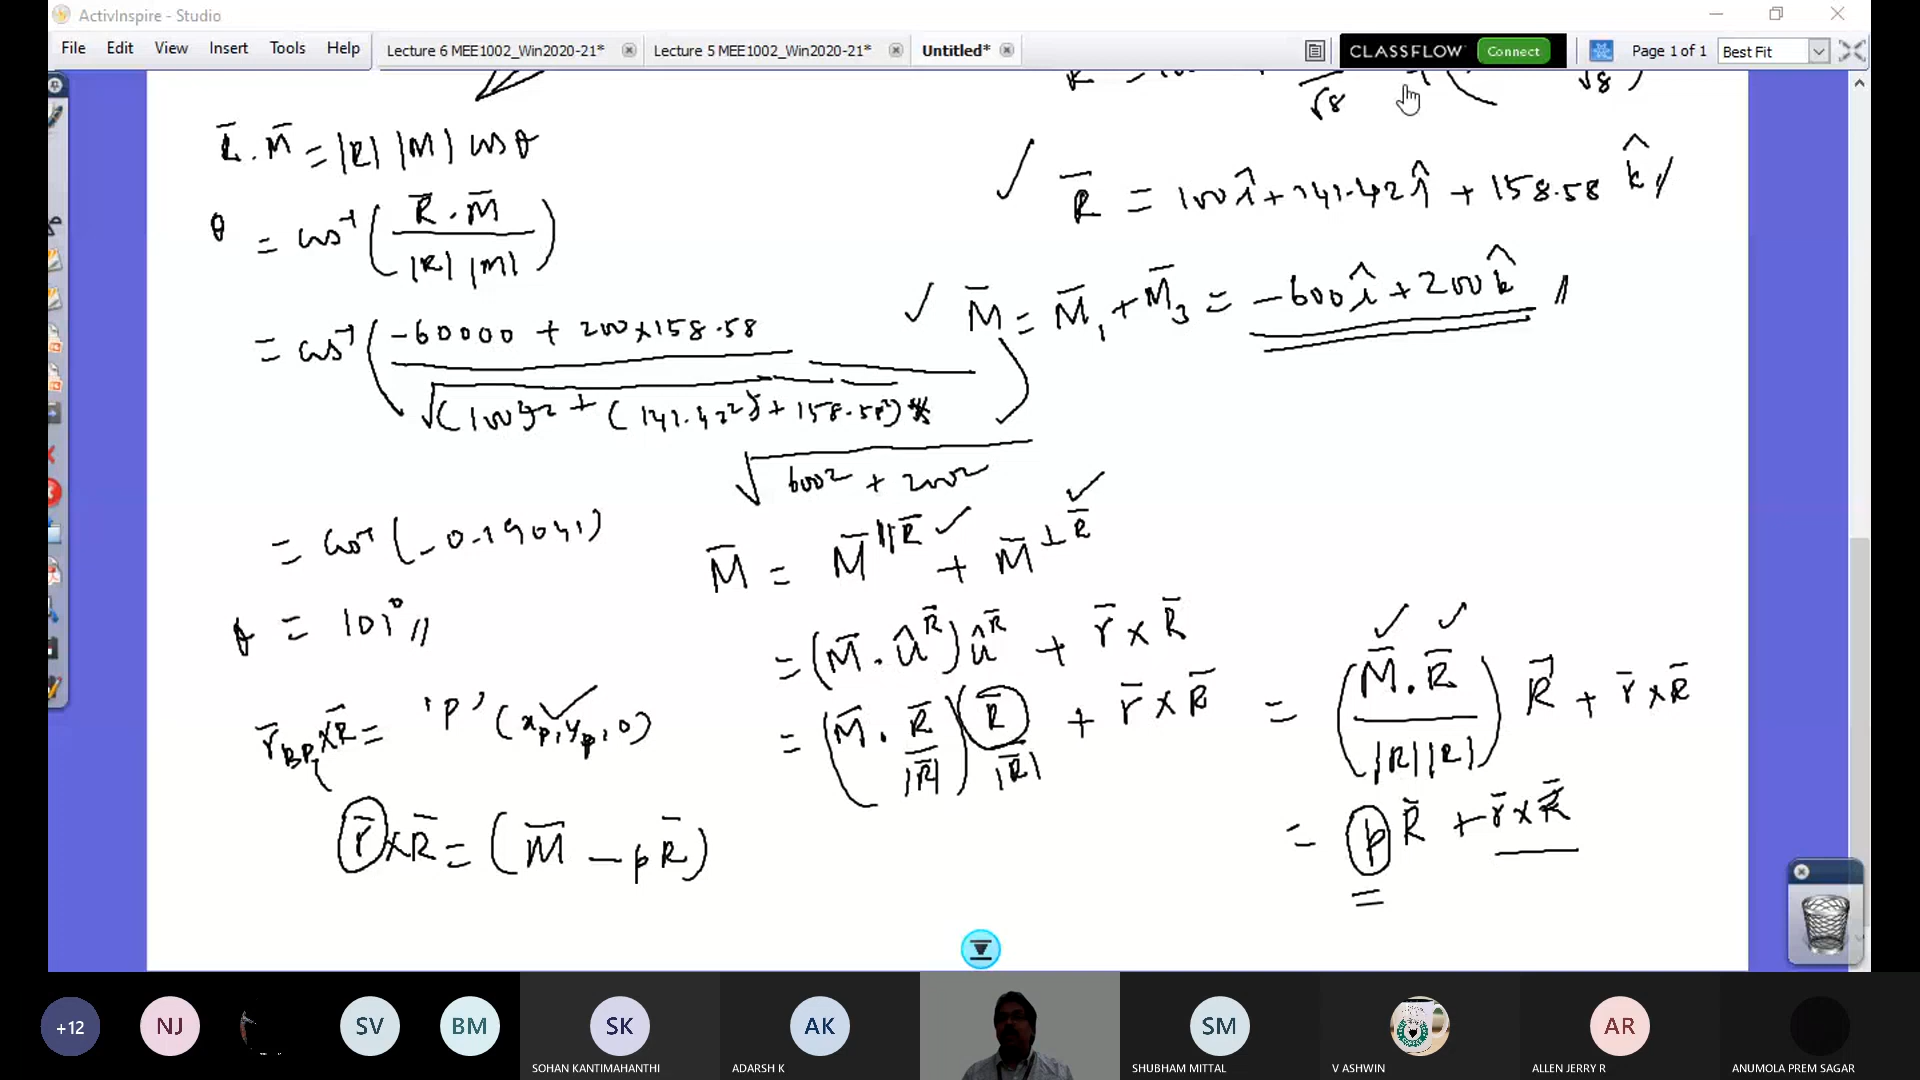 ActivInspire - Studio
File Edit View Insert Tools Help
Lecture 6 MEE1002_Win2020-21*
Lecture 5 MEE1002_Win2020-21*
Untitled*
CLASSFLOW Connect
Page 1 of 1
Best Fit
√8 √8
R̄.M̄ = |R| |M| cos θ
θ = cos⁻¹ (R̄.M̄ / |R| |M|)
= cos⁻¹ (-60000 + 200×158.58 / √(100)² + (141.42²) + 158.58²) *
√600² + 200²
= cos⁻¹ (-0.19041)
θ = 101° //
r̄BP × R̄ = 'P' (xp, yp, 0)
r̄ × R̄ = (M̄ - pR̄)
✓ R̄ = 100î + 141.42ĵ + 158.58 k̂ //
✓ M̄ = M̄₁ + M̄₃ = -600î + 200k̂ //
M̄ = M̄ ||R̄ ✓ + M̄ ⊥R̄ ✓
= (M̄ . û R̄) û R̄ + r̄ × R̄
= (M̄ . R̄/|R̄|) (R̄/|R̄|) + r̄ × R̄ = (M̄ . R̄ / |R||R|) R̄ + r̄ × R̄
= p R̄ + r̄ × R̄
+12
NJ
SV
BM
SK
SOHAN KANTIMAHANTHI
AK
ADARSH K
SM
SHUBHAM MITTAL
V ASHWIN
AR
ALLEN JERRY R
ANUMOLA PREM SAGAR